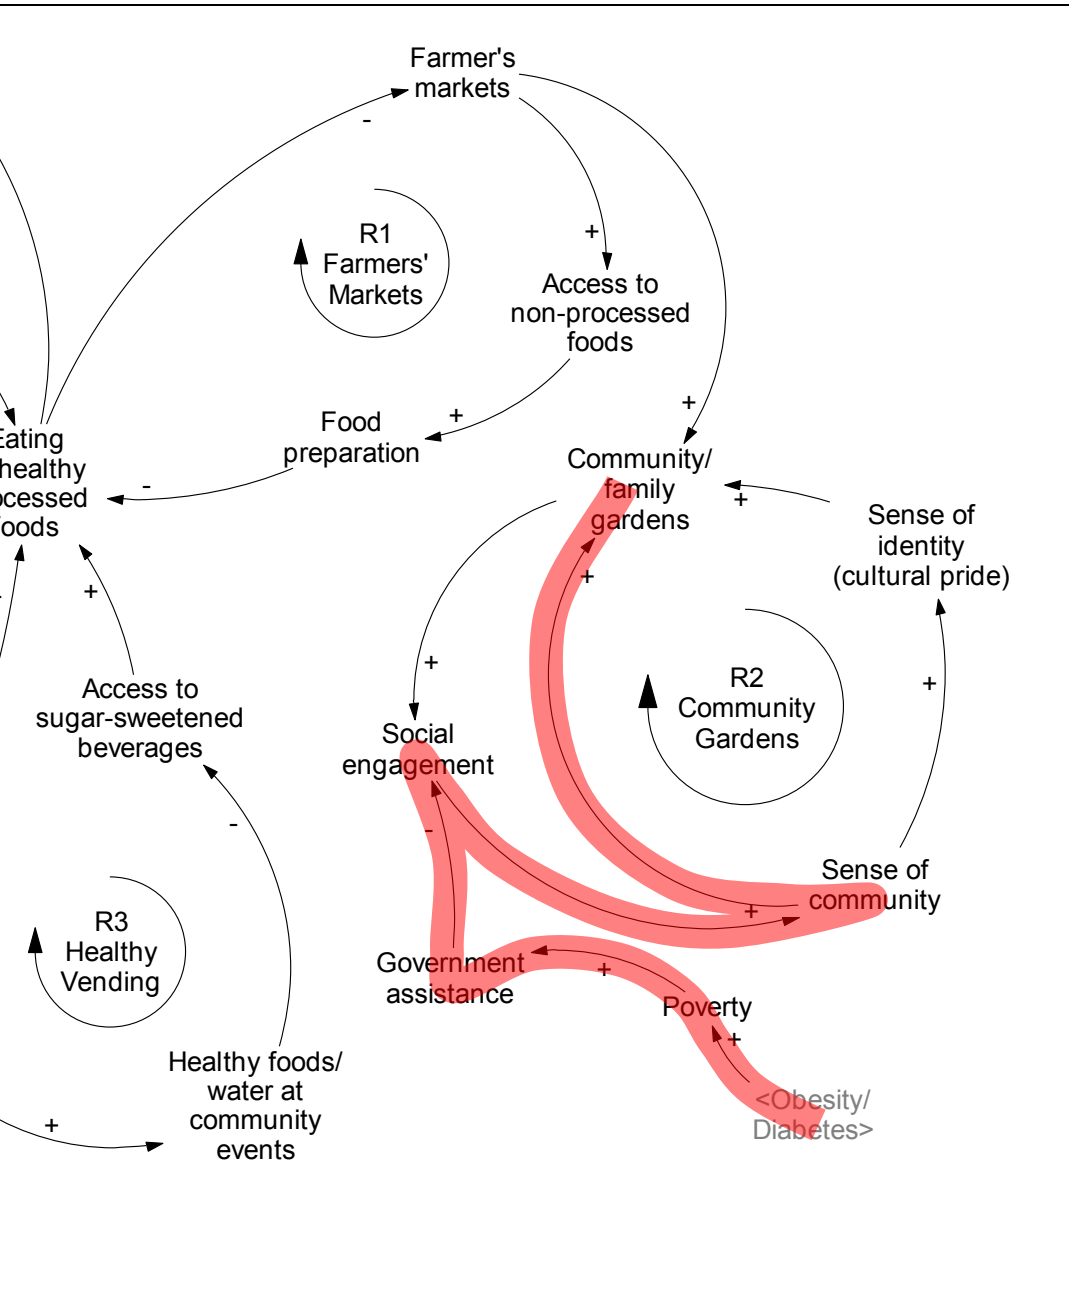 Farmer's
markets
-
R1
Farmers'
Markets
+
Access to
non-processed
foods
+
Food
preparation
+
-
Eating
healthy
ocessed
foods
Community/
family
gardens
+
Sense of
identity
(cultural pride)
+
+
+
R2
Community
Gardens
+
Access to
sugar-sweetened
beverages
Social
engagement
-
-
Sense of
community
+
R3
Healthy
Vending
Government
assistance
+
Poverty
+
<Obesity/
Diabetes>
Healthy foods/
water at
community
events
+